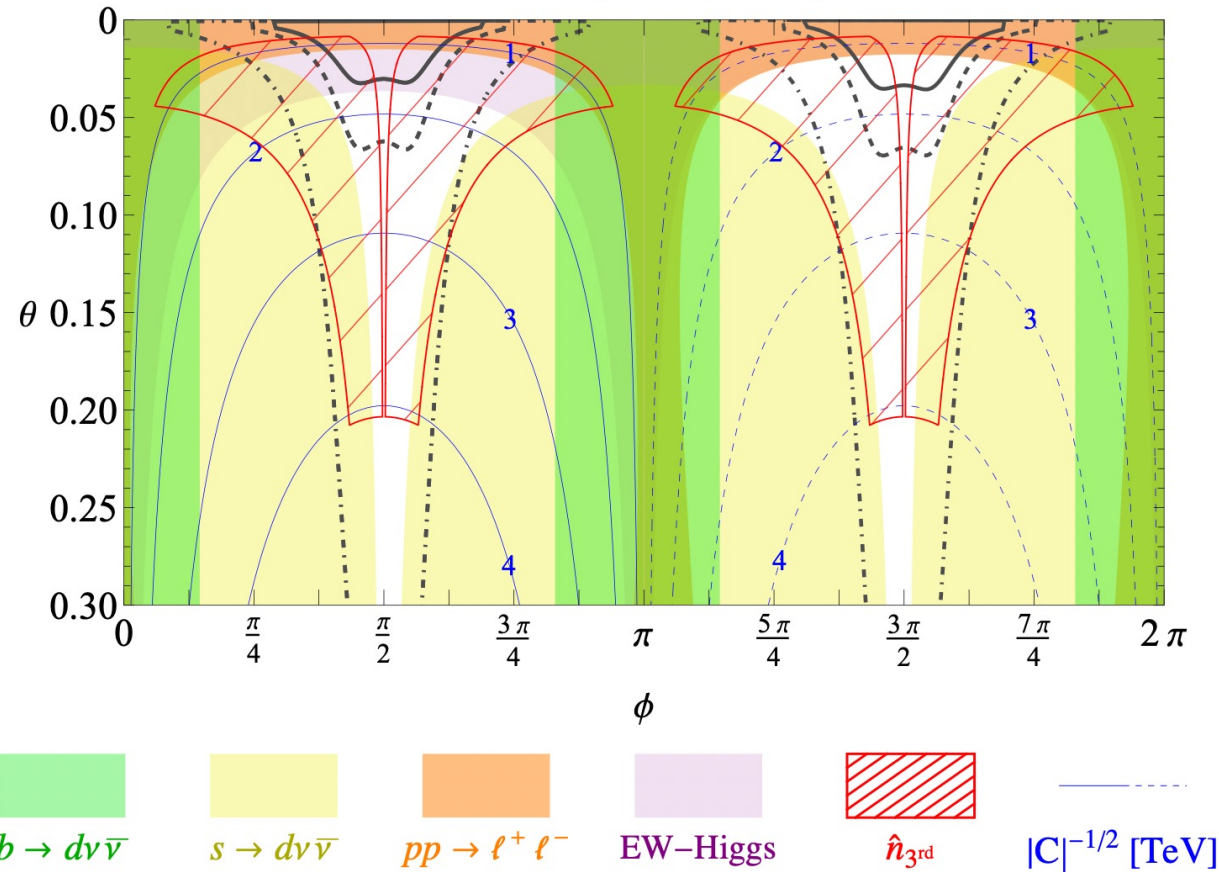 0
0.05
0.10
0.15
0.20
0.25
0.30
θ
1
2
3
4
1
2
3
4
0
π/4
π/2
3π/4
π
5π/4
3π/2
7π/4
2π
ϕ
b → dνν̅
s → dνν̅
pp → ℓ⁺ ℓ⁻
EW–Higgs
n̂3rd
|C|⁻¹ᐟ² [TeV]